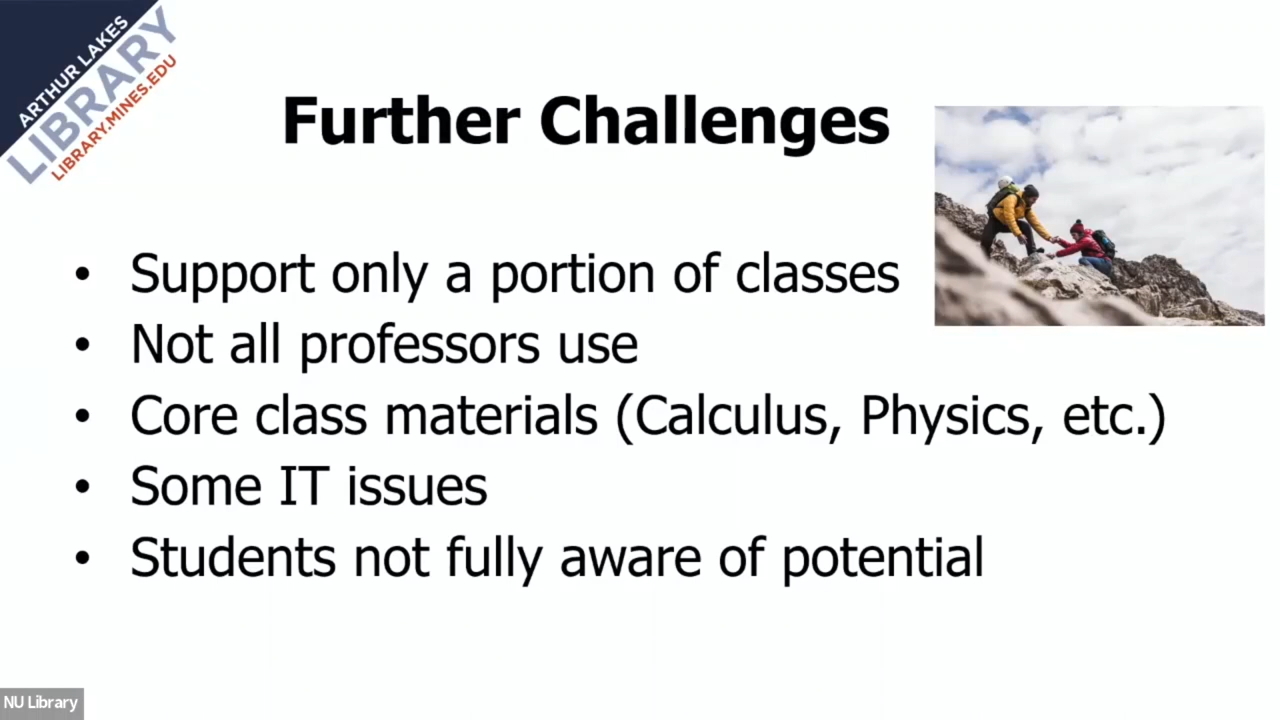 ARTHUR LAKES
LIBRARY
LIBRARY.MINES.EDU
Further Challenges
• Support only a portion of classes
• Not all professors use
• Core class materials (Calculus, Physics, etc.)
• Some IT issues
• Students not fully aware of potential
NU Library